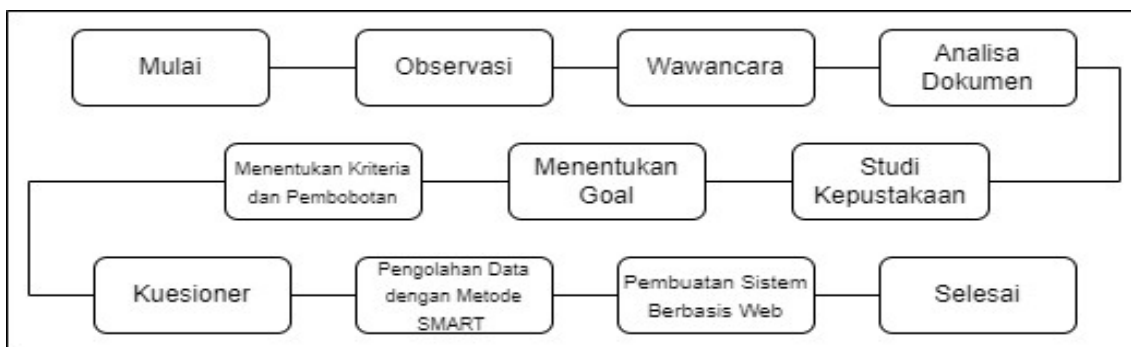 Mulai
Observasi
Wawancara
Analisa
Dokumen
Studi
Kepustakaan
Menentukan
Goal
Menentukan Kriteria
dan Pembobotan
Kuesioner
Pengolahan Data
dengan Metode
SMART
Pembuatan Sistem
Berbasis Web
Selesai